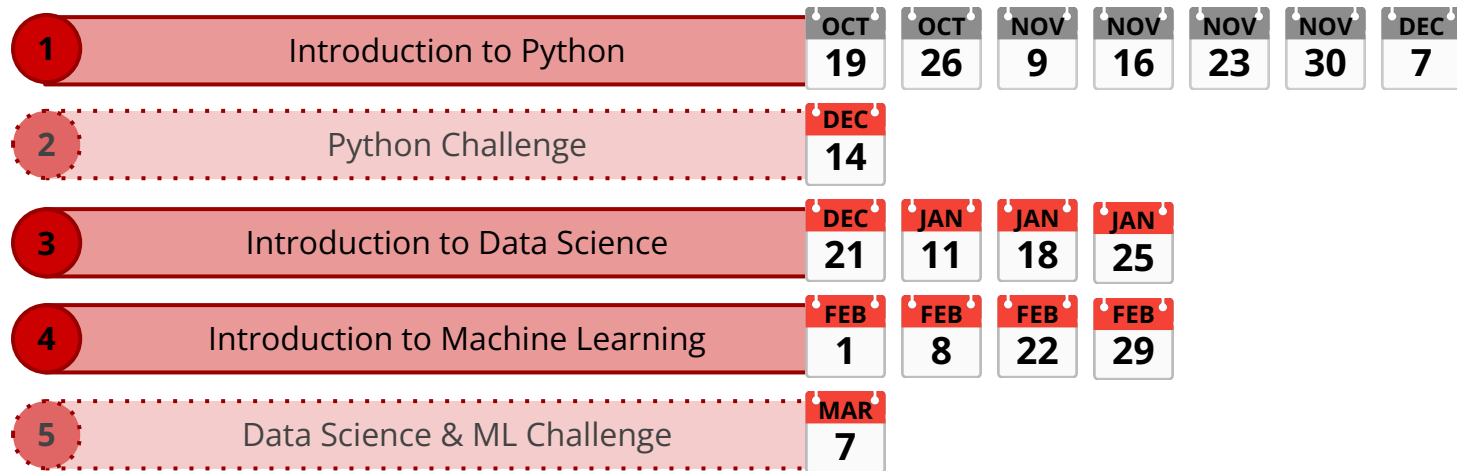 1 Introduction to Python OCT 19 OCT 26 NOV 9 NOV 16 NOV 23 NOV 30 DEC 7
2 Python Challenge DEC 14
3 Introduction to Data Science DEC 21 JAN 11 JAN 18 JAN 25
4 Introduction to Machine Learning FEB 1 FEB 8 FEB 22 FEB 29
5 Data Science & ML Challenge MAR 7